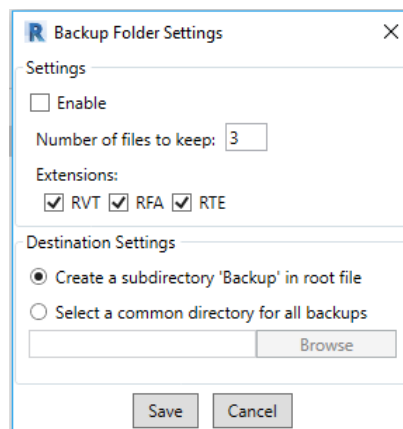 R Backup Folder Settings
Settings
Enable
Number of files to keep: 3
Extensions:
RVT RFA RTE
Destination Settings
Create a subdirectory 'Backup' in root file
Select a common directory for all backups
Browse
Save Cancel